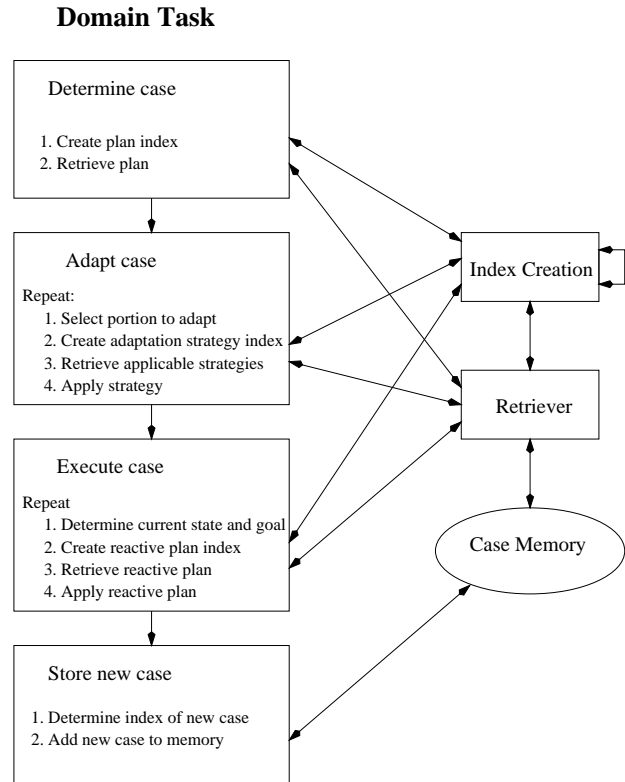 Domain Task
Determine case
1. Create plan index
2. Retrieve plan
Adapt case
Repeat:
1. Select portion to adapt
2. Create adaptation strategy index
3. Retrieve applicable strategies
4. Apply strategy
Execute case
Repeat
1. Determine current state and goal
2. Create reactive plan index
3. Retrieve reactive plan
4. Apply reactive plan
Store new case
1. Determine index of new case
2. Add new case to memory
Index Creation
Retriever
Case Memory